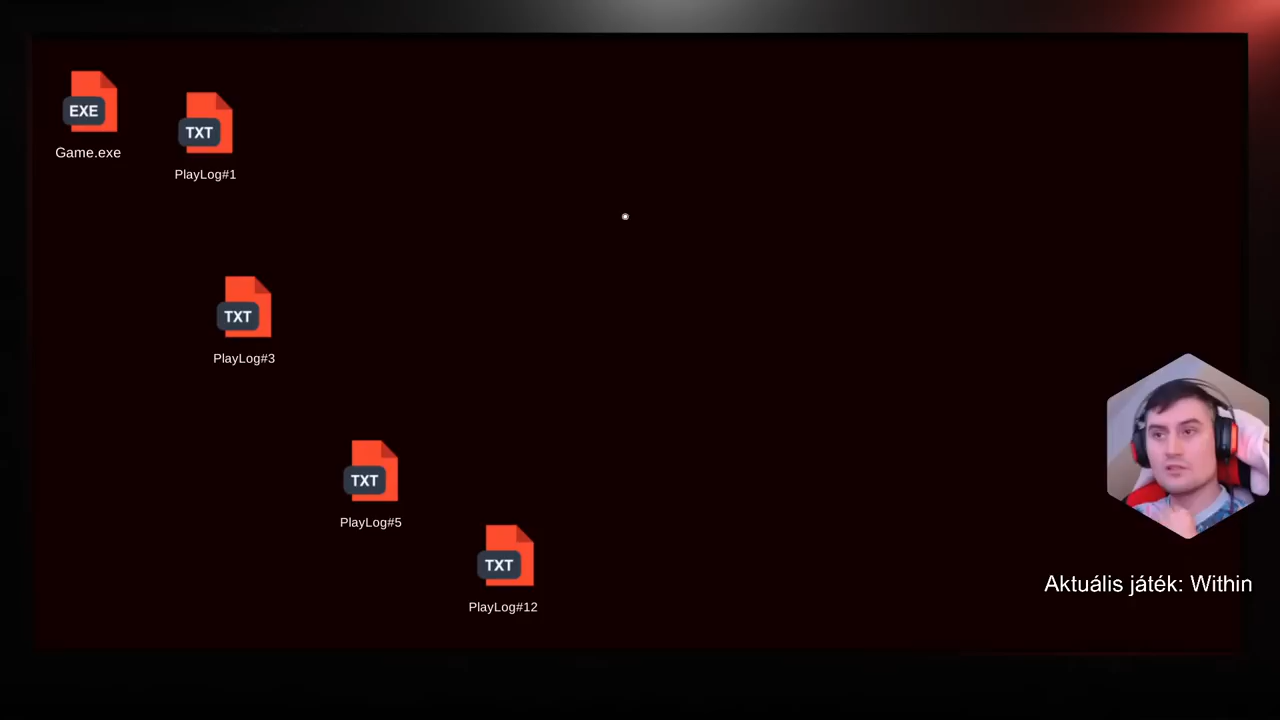 EXE
Game.exe
TXT
PlayLog#1
TXT
PlayLog#3
TXT
PlayLog#5
TXT
PlayLog#12
Aktuális játék: Within